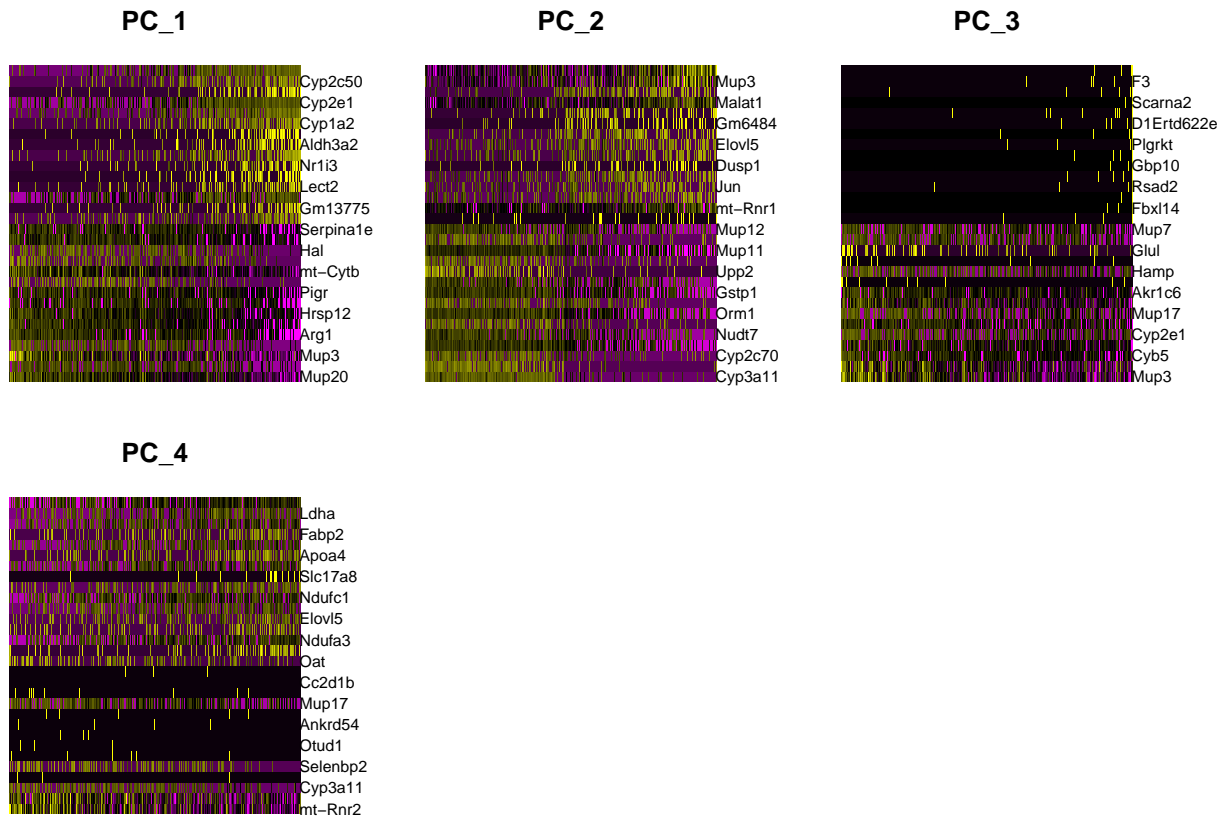 PC_1
Cyp2c50
Cyp2e1
Cyp1a2
Aldh3a2
Nr1i3
Lect2
Gm13775
Serpina1e
Hal
mt−Cytb
Pigr
Hrsp12
Arg1
Mup3
Mup20
PC_2
Mup3
Malat1
Gm6484
Elovl5
Dusp1
Jun
mt−Rnr1
Mup12
Mup11
Upp2
Gstp1
Orm1
Nudt7
Cyp2c70
Cyp3a11
PC_3
F3
Scarna2
D1Ertd622e
Plgrkt
Gbp10
Rsad2
Fbxl14
Mup7
Glul
Hamp
Akr1c6
Mup17
Cyp2e1
Cyb5
Mup3
PC_4
Ldha
Fabp2
Apoa4
Slc17a8
Ndufc1
Elovl5
Ndufa3
Oat
Cc2d1b
Mup17
Ankrd54
Otud1
Selenbp2
Cyp3a11
mt−Rnr2